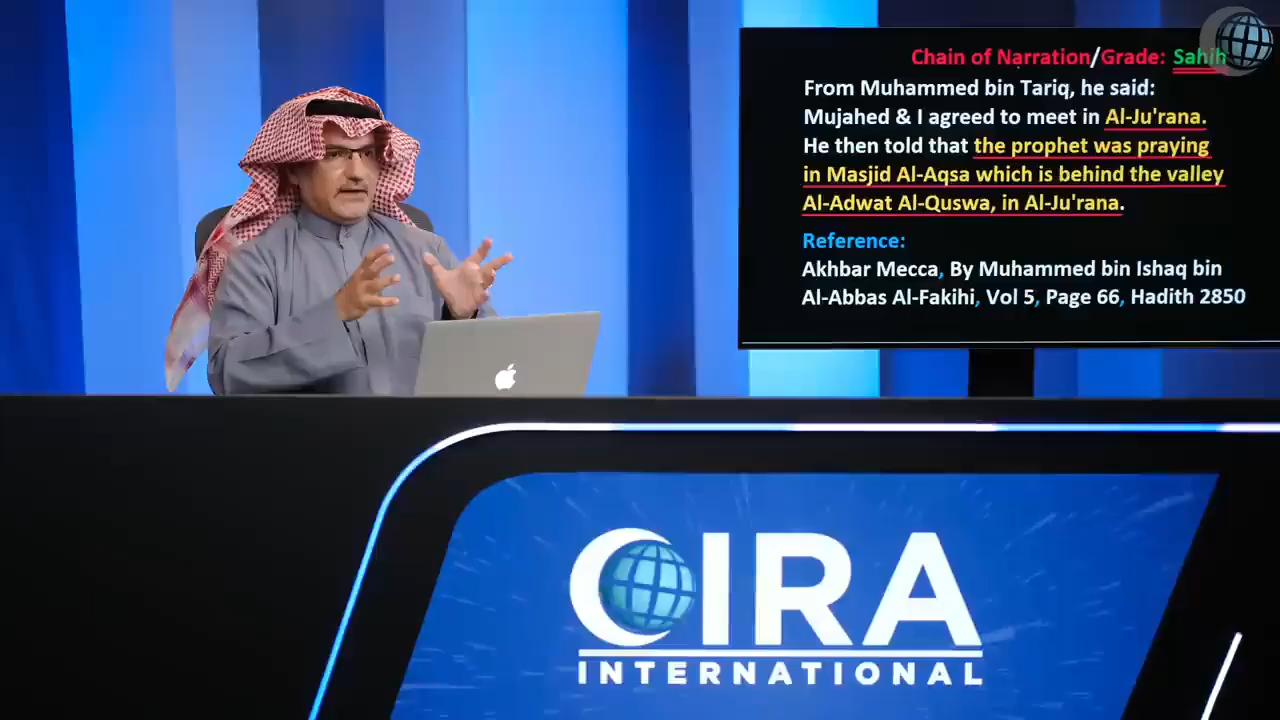 Chain of Narration/Grade: Sahih
From Muhammed bin Tariq, he said:
Mujahed & I agreed to meet in Al-Ju'rana.
He then told that the prophet was praying
in Masjid Al-Aqsa which is behind the valley
Al-Adwat Al-Quswa, in Al-Ju'rana.
Reference:
Akhbar Mecca, By Muhammed bin Ishaq bin
Al-Abbas Al-Fakihi, Vol 5, Page 66, Hadith 2850
CIRA
INTERNATIONAL